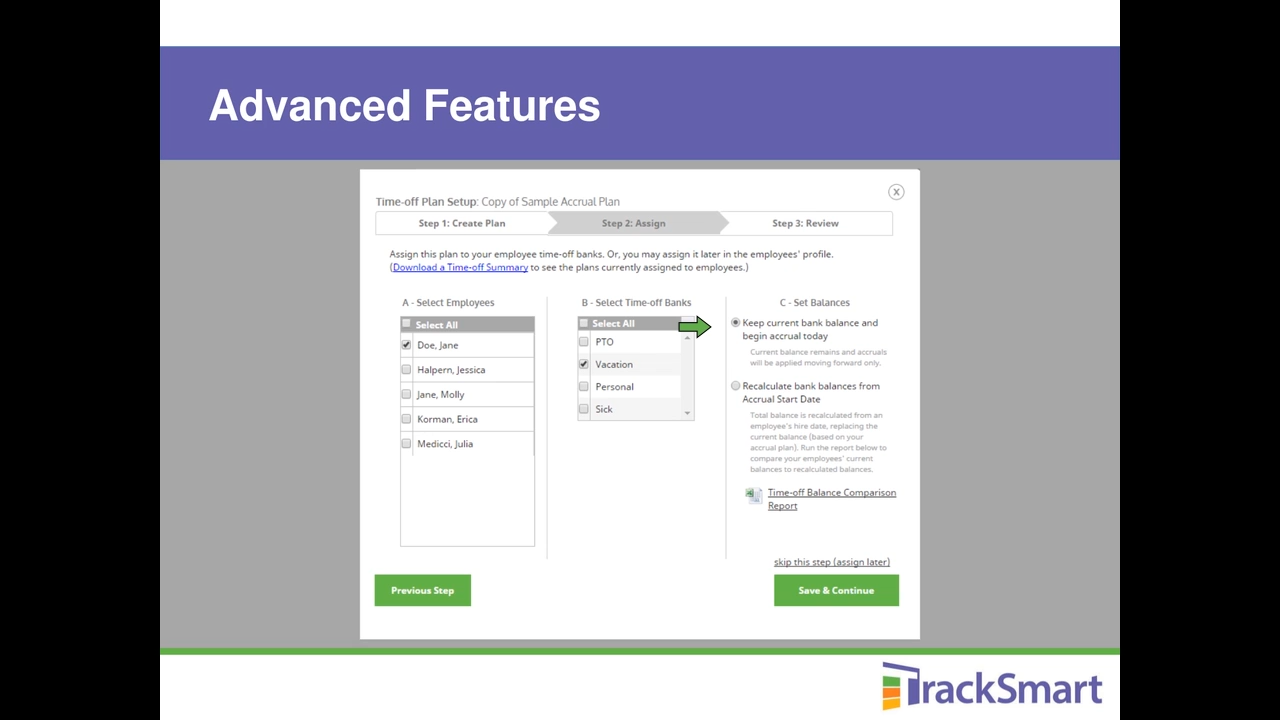 Advanced Features
X
Time-off Plan Setup: Copy of Sample Accrual Plan
Step 1: Create Plan
Step 2: Assign
Step 3: Review
Assign this plan to your employee time-off banks. Or, you may assign it later in the employees' profile.
(Download a Time-off Summary to see the plans currently assigned to employees.)
A - Select Employees
Select All
Doe, Jane
Halpern, Jessica
Jane, Molly
Korman, Erica
Medicci, Julia
B - Select Time-off Banks
Select All
PTO
Vacation
Personal
Sick
C - Set Balances
Keep current bank balance and
begin accrual today
Current balance remains and accruals
will be applied moving forward only.
Recalculate bank balances from
Accrual Start Date
Total balance is recalculated from an
employee's hire date, replacing the
current balance (based on your
accrual plan). Run the report below to
compare your employees' current
balances to recalculated balances.
Time-off Balance Comparison
Report
skip this step (assign later)
Previous Step
Save & Continue
TrackSmart